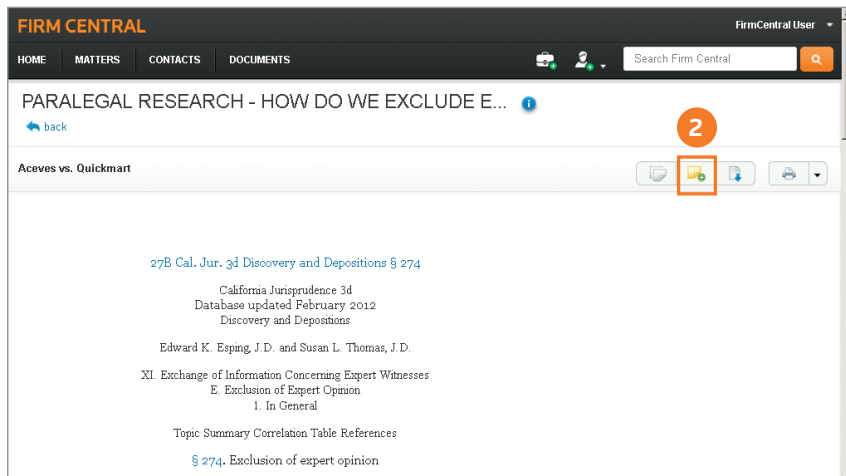 FIRM CENTRAL
FirmCentral User
HOME MATTERS CONTACTS DOCUMENTS Search Firm Central
PARALEGAL RESEARCH - HOW DO WE EXCLUDE E...
back
2
Aceves vs. Quickmart
27B Cal. Jur. 3d Discovery and Depositions § 274
California Jurisprudence 3d
Database updated February 2012
Discovery and Depositions
Edward K. Esping, J.D. and Susan L. Thomas, J.D.
XI. Exchange of Information Concerning Expert Witnesses
E. Exclusion of Expert Opinion
1. In General
Topic Summary Correlation Table References
§ 274. Exclusion of expert opinion